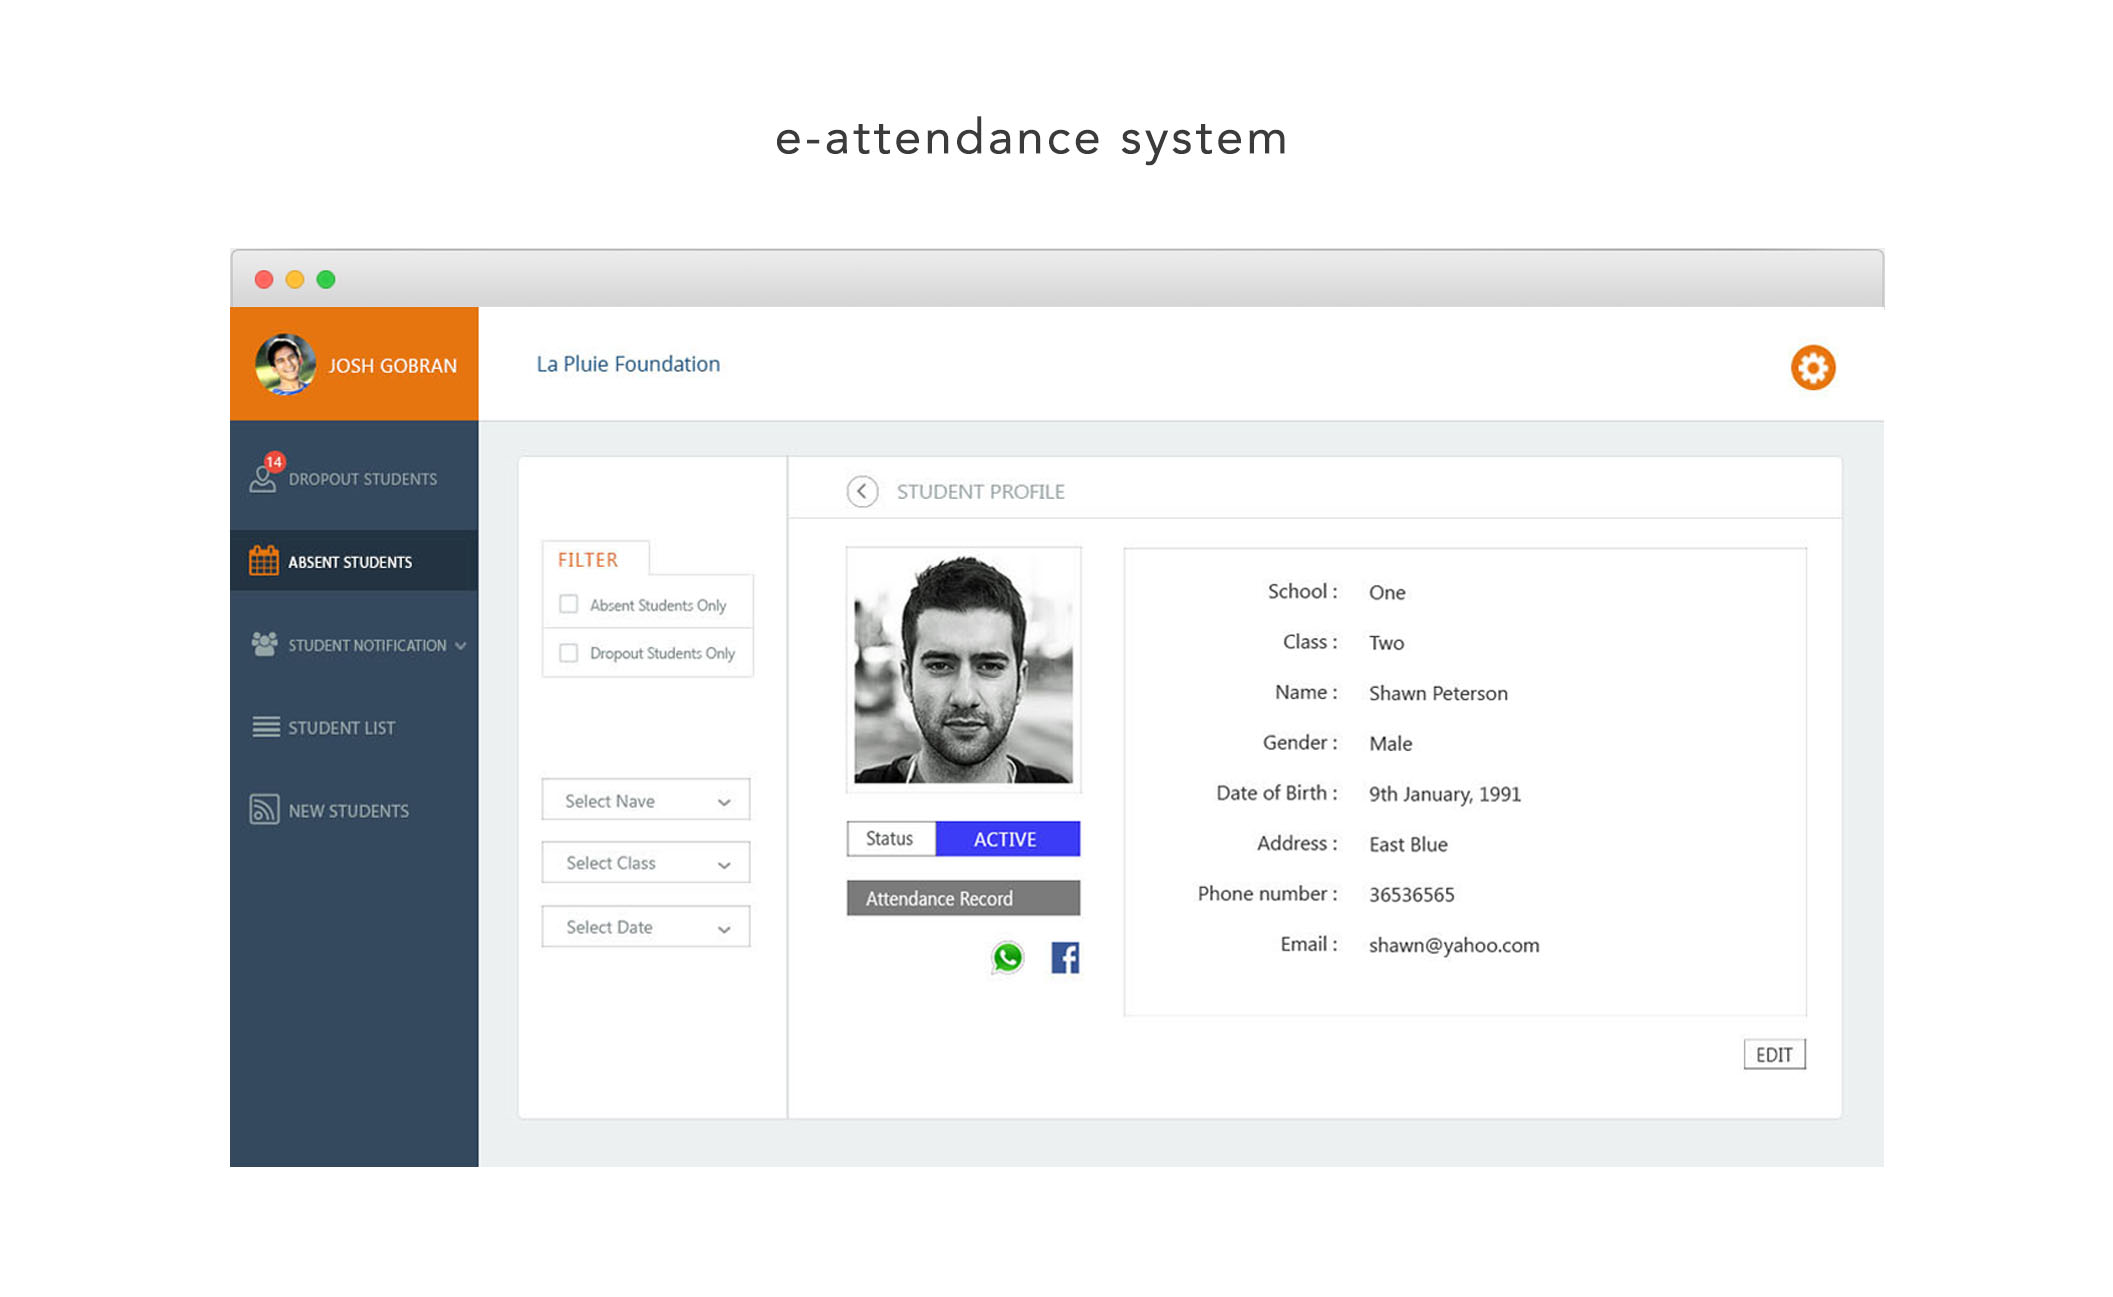 e-attendance system
JOSH GOBRAN
La Pluie Foundation
14
DROPOUT STUDENTS
ABSENT STUDENTS
STUDENT NOTIFICATION
STUDENT LIST
NEW STUDENTS
FILTER
Absent Students Only
Dropout Students Only
Select Nave
Select Class
Select Date
STUDENT PROFILE
Status ACTIVE
Attendance Record
f
School : One
Class : Two
Name : Shawn Peterson
Gender : Male
Date of Birth : 9th January, 1991
Address : East Blue
Phone number : 36536565
Email : shawn@yahoo.com
EDIT